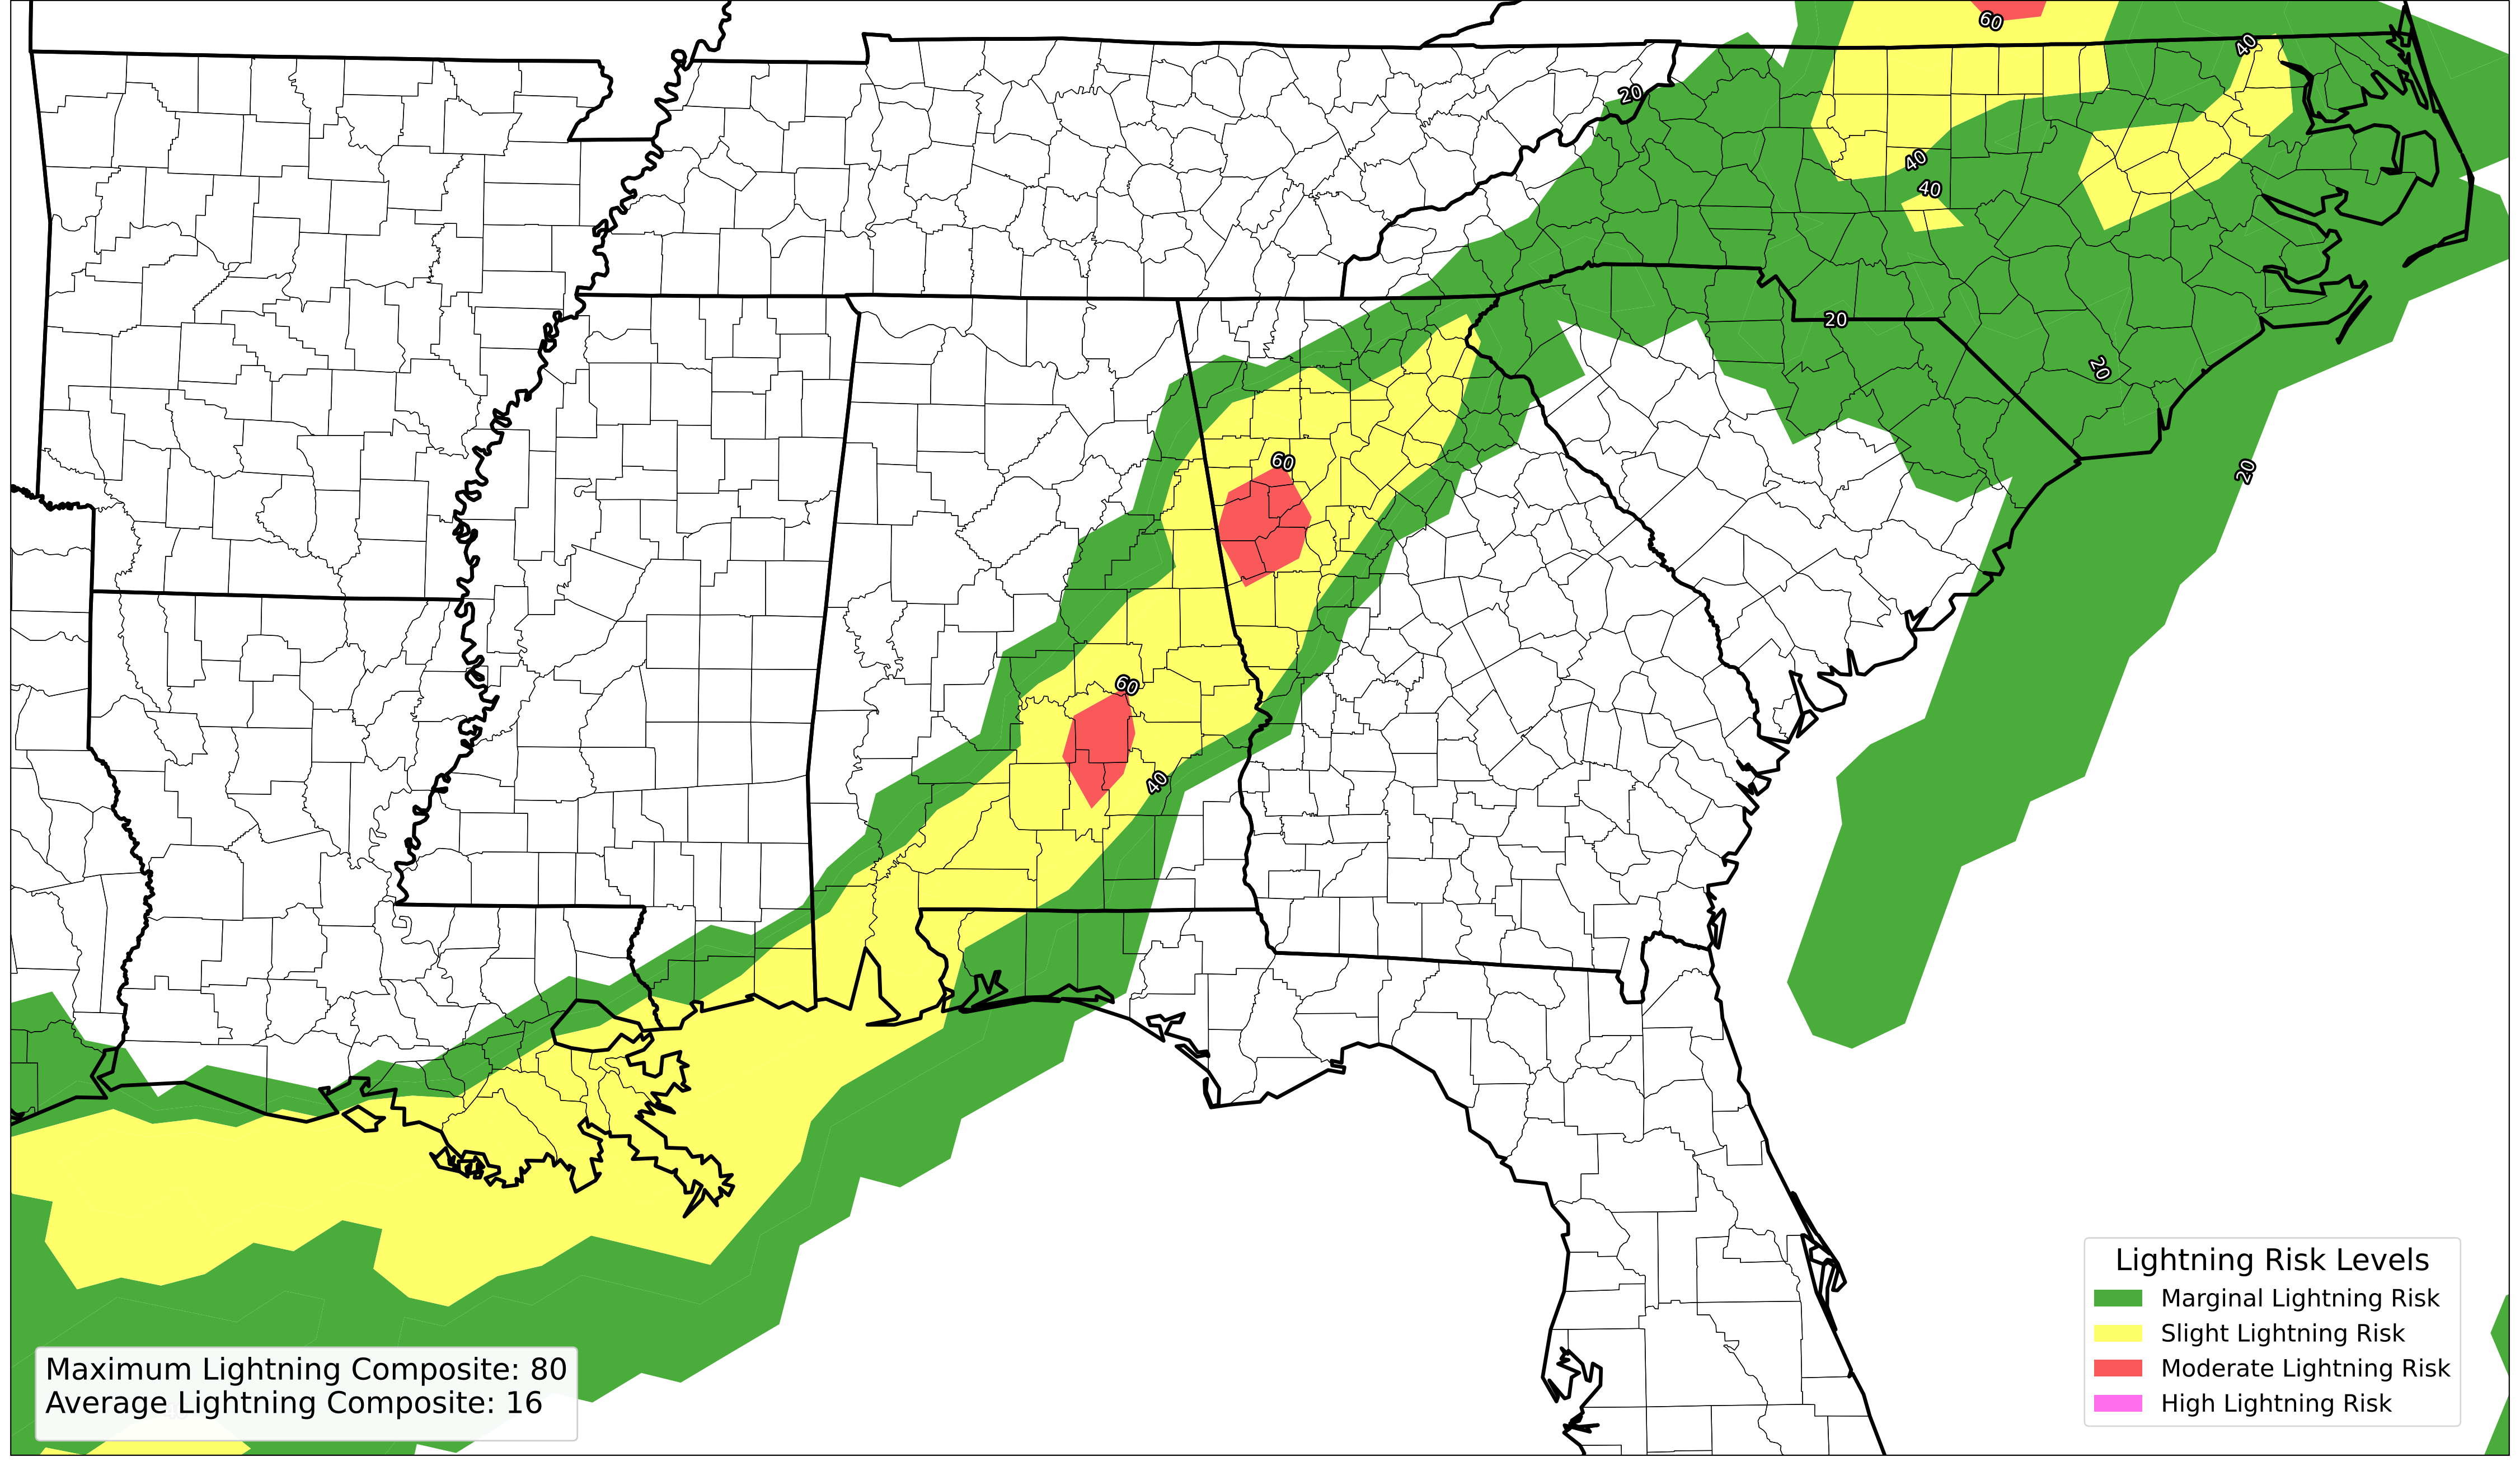 60
40
20
40
40
20
20
60
20
60
40
Lightning Risk Levels
Marginal Lightning Risk
Slight Lightning Risk
Moderate Lightning Risk
High Lightning Risk
Maximum Lightning Composite: 80
Average Lightning Composite: 16